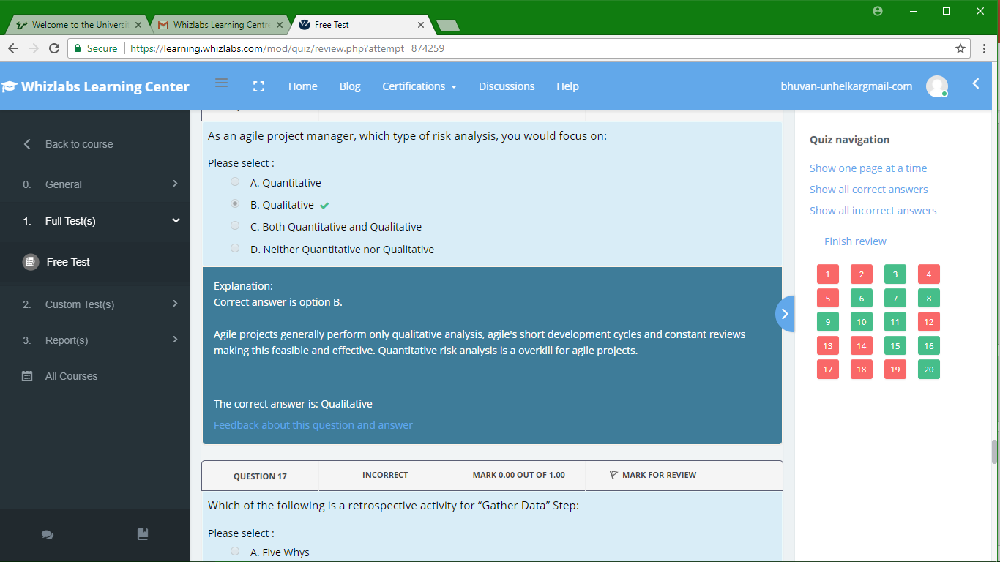 Welcome to the Universi
Whizlabs Learning Centre
Free Test
Secure
https://learning.whizlabs.com/mod/quiz/review.php?attempt=874259
Whizlabs Learning Center
Home
Blog
Certifications
Discussions
Help
bhuvan-unhelkargmail-com _
Back to course
0. General
1. Full Test(s)
Free Test
2. Custom Test(s)
3. Report(s)
All Courses
As an agile project manager, which type of risk analysis, you would focus on:
Please select :
A. Quantitative
B. Qualitative
C. Both Quantitative and Qualitative
D. Neither Quantitative nor Qualitative
Explanation:
Correct answer is option B.
Agile projects generally perform only qualitative analysis, agile's short development cycles and constant reviews
making this feasible and effective. Quantitative risk analysis is a overkill for agile projects.
The correct answer is: Qualitative
Feedback about this question and answer
QUESTION 17
INCORRECT
MARK 0.00 OUT OF 1.00
MARK FOR REVIEW
Which of the following is a retrospective activity for “Gather Data” Step:
Please select :
A. Five Whys
Quiz navigation
Show one page at a time
Show all correct answers
Show all incorrect answers
Finish review
1 2 3 4
5 6 7 8
9 10 11 12
13 14 15 16
17 18 19 20